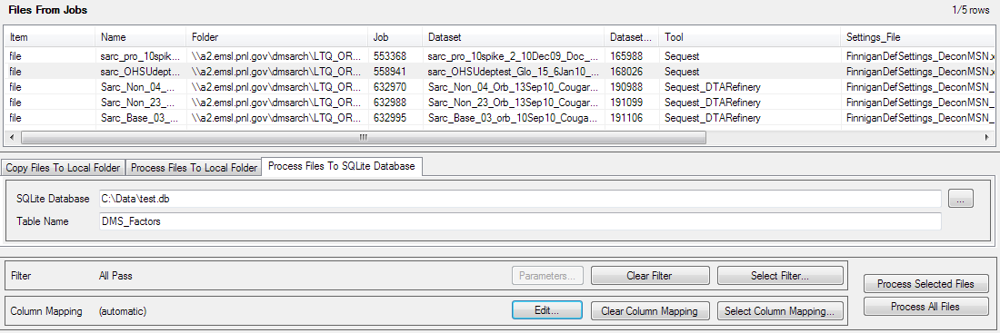 Files From Jobs 1/5 rows
Item Name Folder Job Dataset Dataset... Tool Settings_File
file sarc_pro_10spike... \\a2.emsl.pnl.gov\dmsarch\LTQ_OR... 553368 sarc_pro_10spike_2_10Dec09_Doc_... 165988 Sequest FinniganDefSettings_DeconMSN.x
file sarc_OHSUdept... \\a2.emsl.pnl.gov\dmsarch\LTQ_OR... 558941 sarc_OHSUdeptest_Glo_15_6Jan10_... 168026 Sequest FinniganDefSettings_DeconMSN.x
file Sarc_Non_04_... \\a2.emsl.pnl.gov\dmsarch\LTQ_OR... 632970 Sarc_Non_04_Orb_13Sep10_Cougar... 190988 Sequest_DTARefinery FinniganDefSettings_DeconMSN_
file Sarc_Non_23_... \\a2.emsl.pnl.gov\dmsarch\LTQ_OR... 632988 Sarc_Non_23_Orb_13Sep10_Cougar... 191099 Sequest_DTARefinery FinniganDefSettings_DeconMSN_
file Sarc_Base_03_... \\a2.emsl.pnl.gov\dmsarch\LTQ_OR... 632995 Sarc_Base_03_orb_10Sep10_Couga... 191106 Sequest_DTARefinery FinniganDefSettings_DeconMSN_
Copy Files To Local Folder Process Files To Local Folder Process Files To SQLite Database
SQLite Database C:\Data\test.db ...
Table Name DMS_Factors
Filter All Pass Parameters... Clear Filter Select Filter...
Process Selected Files
Column Mapping (automatic) Edit... Clear Column Mapping Select Column Mapping...
Process All Files